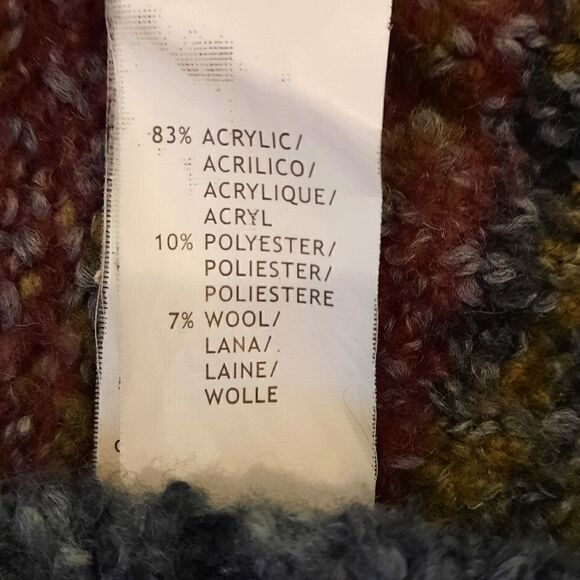 83% ACRYLIC/
ACRILICO/
ACRYLIQUE/
ACRYL
10% POLYESTER/
POLIESTER/
POLIESTERE
7% WOOL/
LANA/
LAINE/
WOLLE